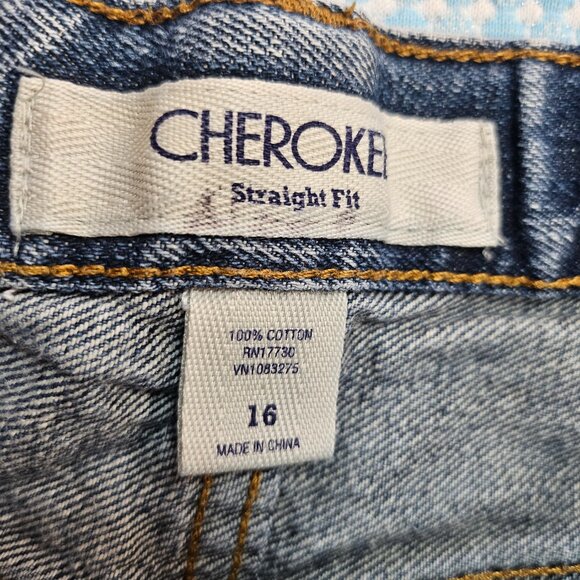 CHEROKEE
Straight Fit
100% COTTON
RN17730
VN1083275
16
MADE IN CHINA